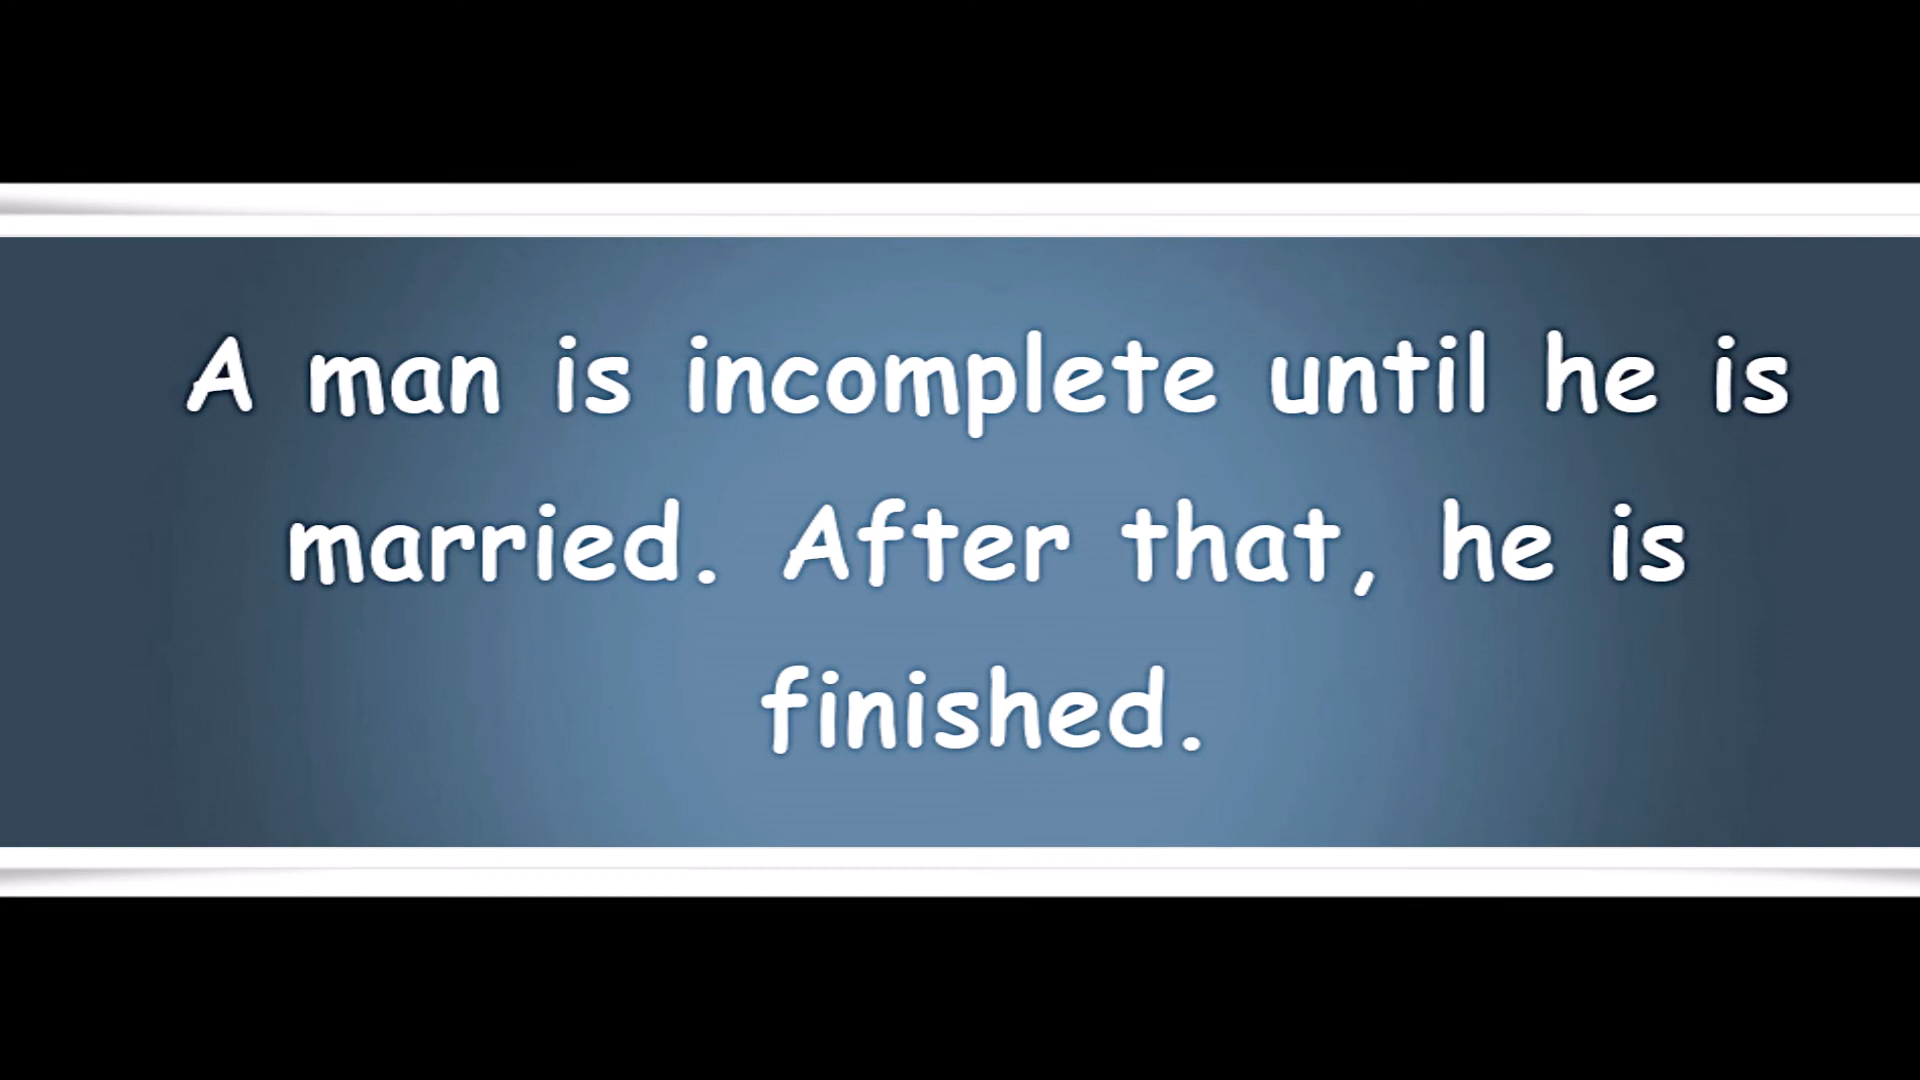 A man is incomplete until he is
married. After that, he is
finished.